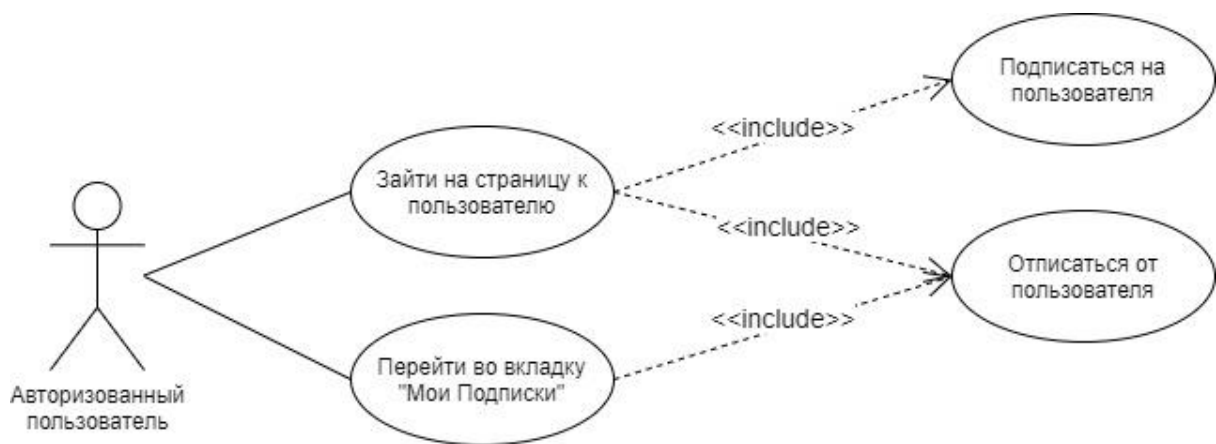 Подписаться на
пользователя
<<include>>
Зайти на страницу к
пользователю
<<include>>
Отписаться от
пользователя
<<include>>
Перейти во вкладку
"Мои Подписки"
Авторизованный
пользователь